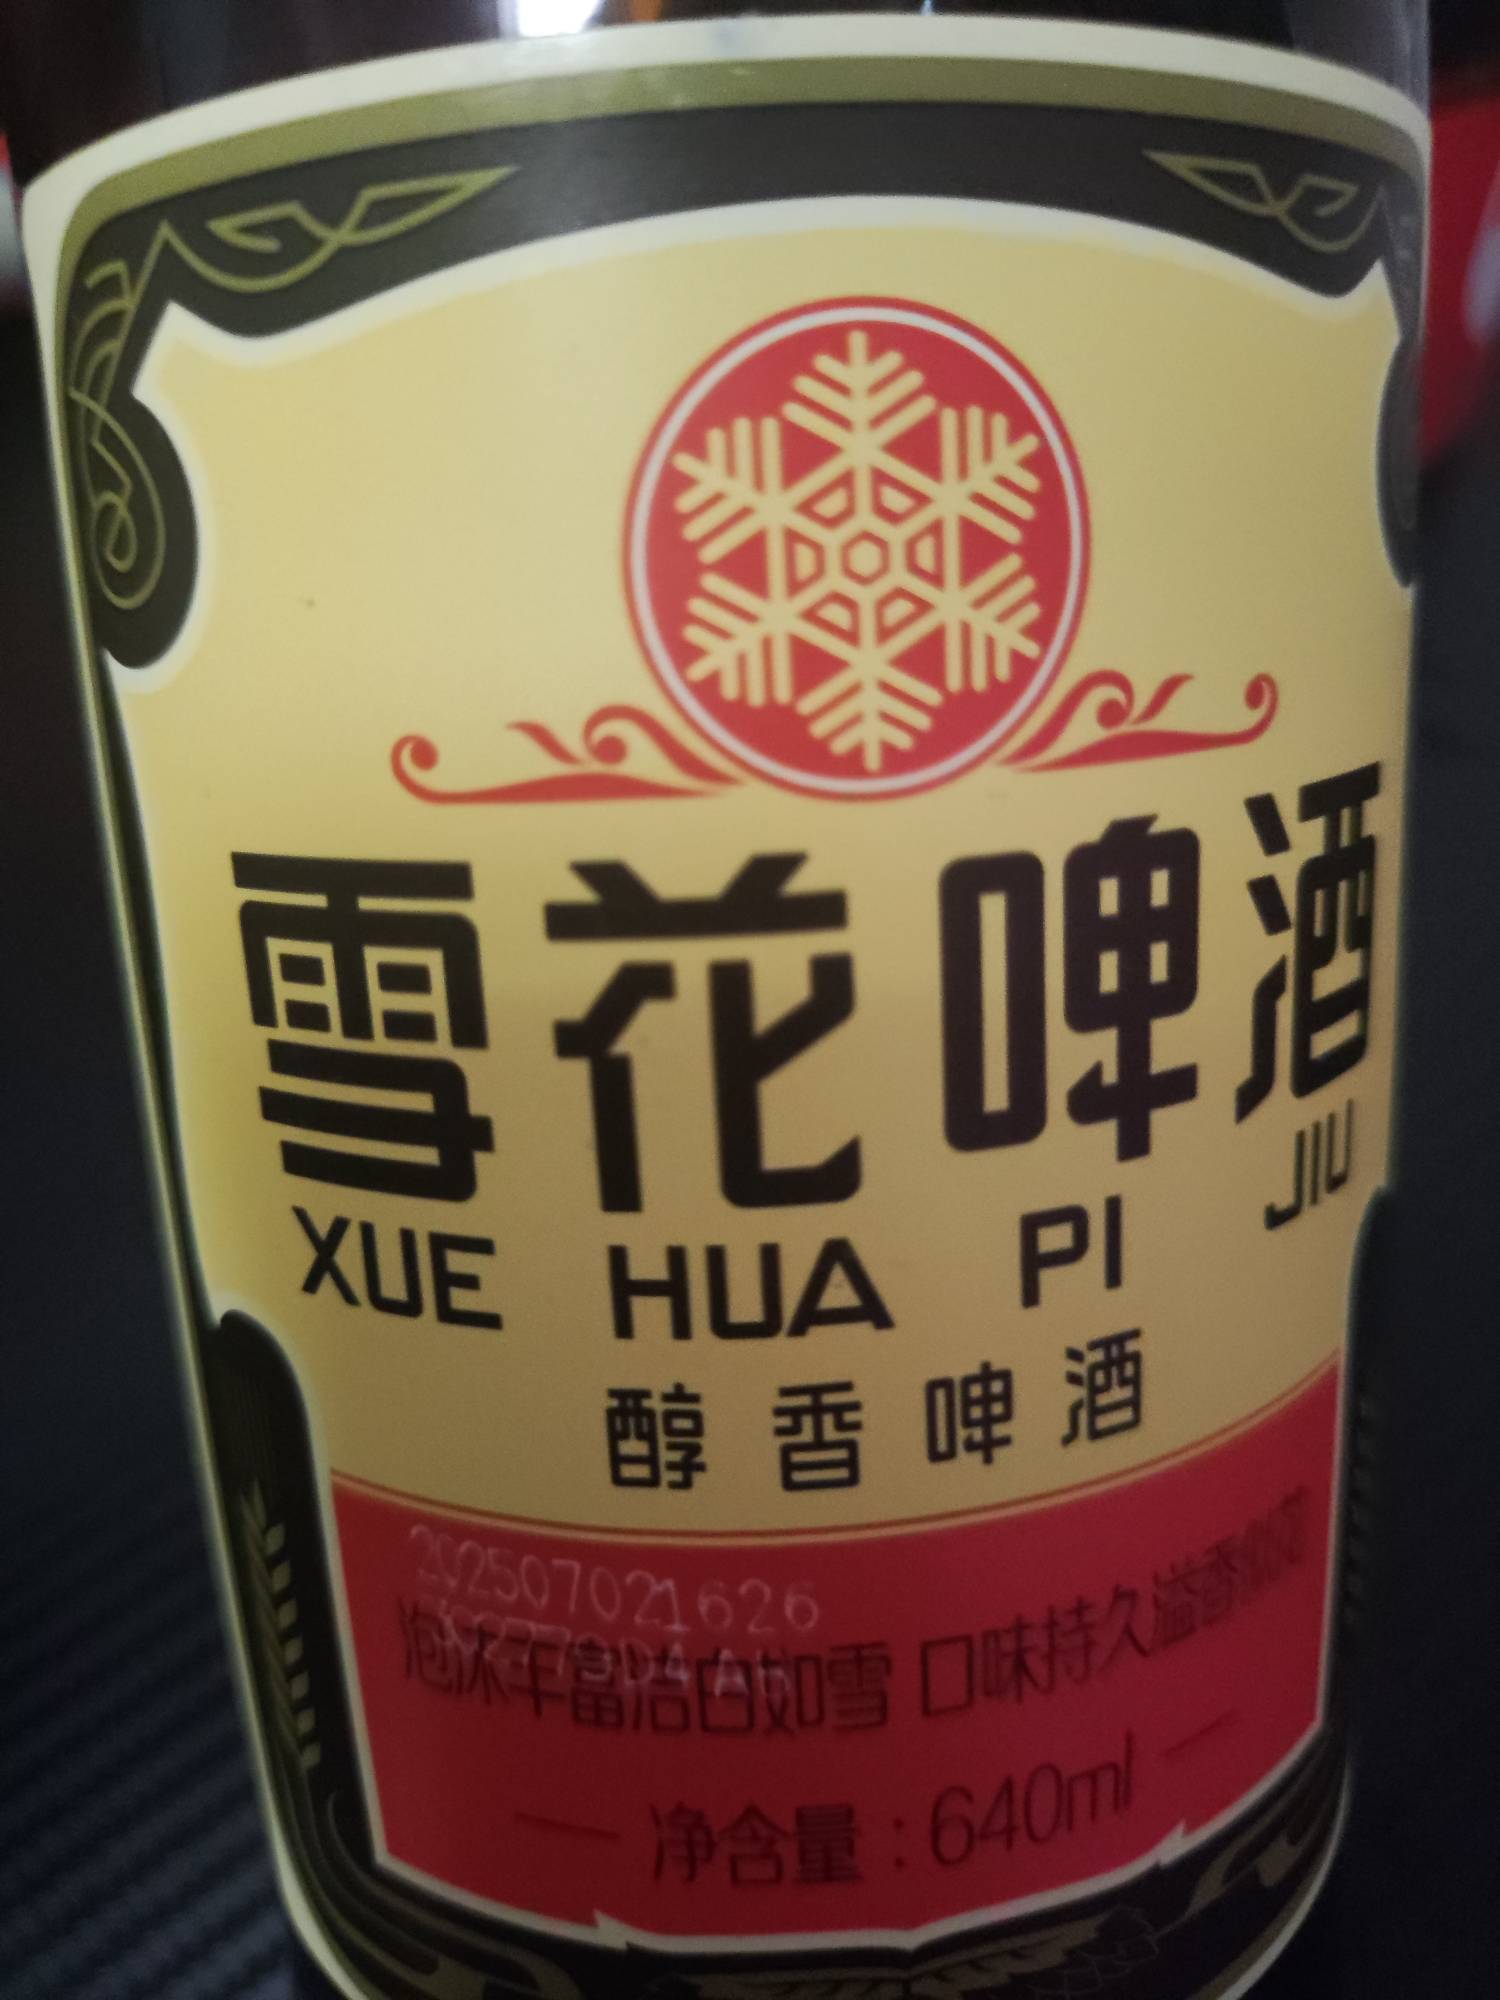 雪花啤酒
XUE HUA PI JIU
醇香啤酒
202507021626
泡沫丰富洁白如雪 口味持久溢香
净含量:640ml